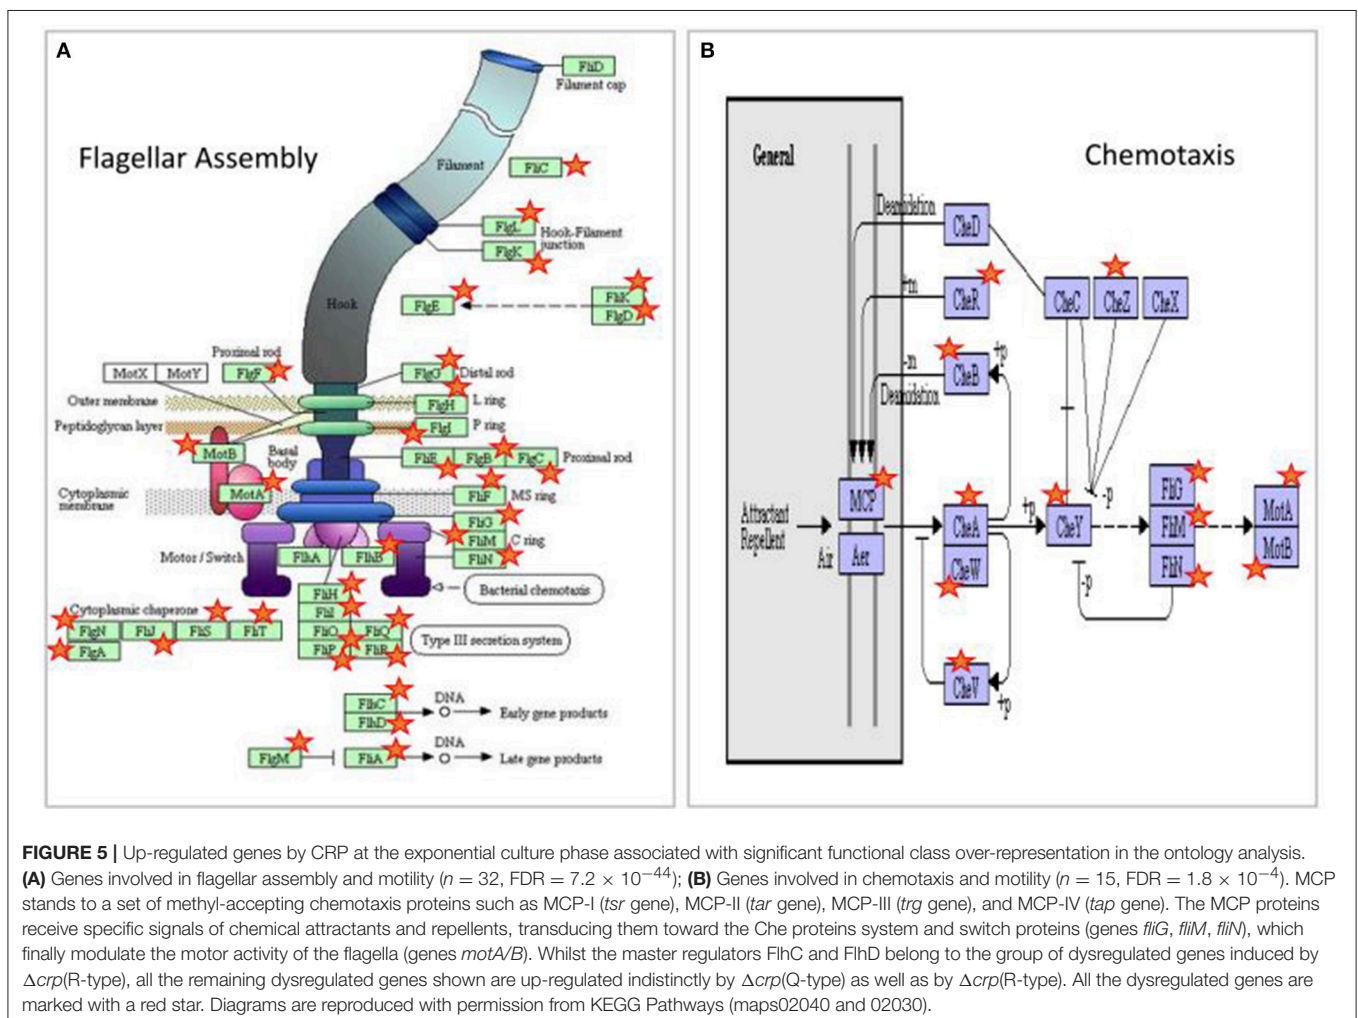 A
Flagellar Assembly
FliD
Filament cap
Filament
FliC
FlgL
Hook-Filament
junction
FlgK
Hook
FlgE
FliK
FlgD
Proximal rod
MotX
MotY
FlgF
FlgG
Distal rod
Outer membrane
FlgH
L ring
Peptidoglycan layer
FlgI
P ring
MotB
Basal
body
FliE
FlgB
FlgC
Proximal rod
Cytoplasmic
membrane
MotA
FliF
MS ring
FliG
FliM
C ring
FliN
Motor / Switch
FlhA
FlhB
Bacterial chemotaxis
FliH
FliI
FliO
FliQ
FliP
FliR
Type III secretion system
Cytoplasmic chaperone
FlgN
FliJ
FliS
FliT
FlgA
FlhC
FlhD
DNA
Early gene products
FlgM
FliA
DNA
Late gene products
B
Chemotaxis
General
Deamidation
CheD
+m
CheR
CheC
CheZ
CheX
-m
Deamidation
CheB
+p
MCP
Attractant
Repellent
Air
Aer
CheA
CheW
+p
CheY
-p
FliG
FliM
FliN
MotA
MotB
-p
CheV
+p
FIGURE 5 | Up-regulated genes by CRP at the exponential culture phase associated with significant functional class over-representation in the ontology analysis.
(A) Genes involved in flagellar assembly and motility (n = 32, FDR = 7.2 × 10⁻⁴⁴); (B) Genes involved in chemotaxis and motility (n = 15, FDR = 1.8 × 10⁻⁴). MCP
stands to a set of methyl-accepting chemotaxis proteins such as MCP-I (tsr gene), MCP-II (tar gene), MCP-III (trg gene), and MCP-IV (tap gene). The MCP proteins
receive specific signals of chemical attractants and repellents, transducing them toward the Che proteins system and switch proteins (genes fliG, fliM, fliN), which
finally modulate the motor activity of the flagella (genes motA/B). Whilst the master regulators FlhC and FlhD belong to the group of dysregulated genes induced by
Δcrp(R-type), all the remaining dysregulated genes shown are up-regulated indistinctly by Δcrp(Q-type) as well as by Δcrp(R-type). All the dysregulated genes are
marked with a red star. Diagrams are reproduced with permission from KEGG Pathways (maps02040 and 02030).